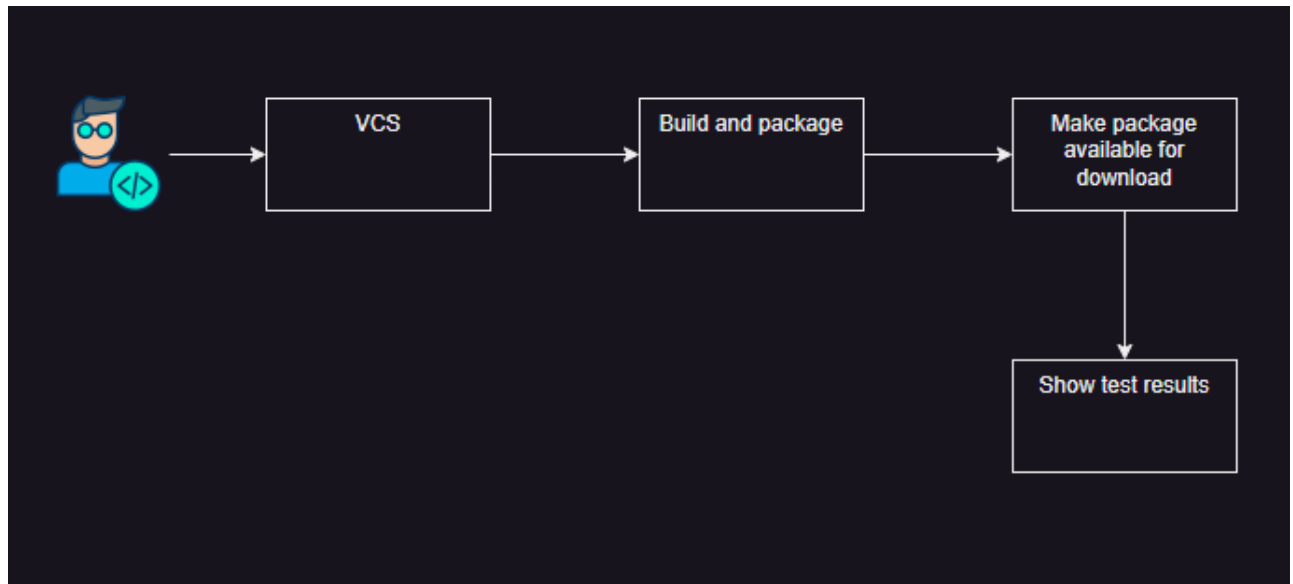 VCS
Build and package
Make package
available for
download
</>
Show test results